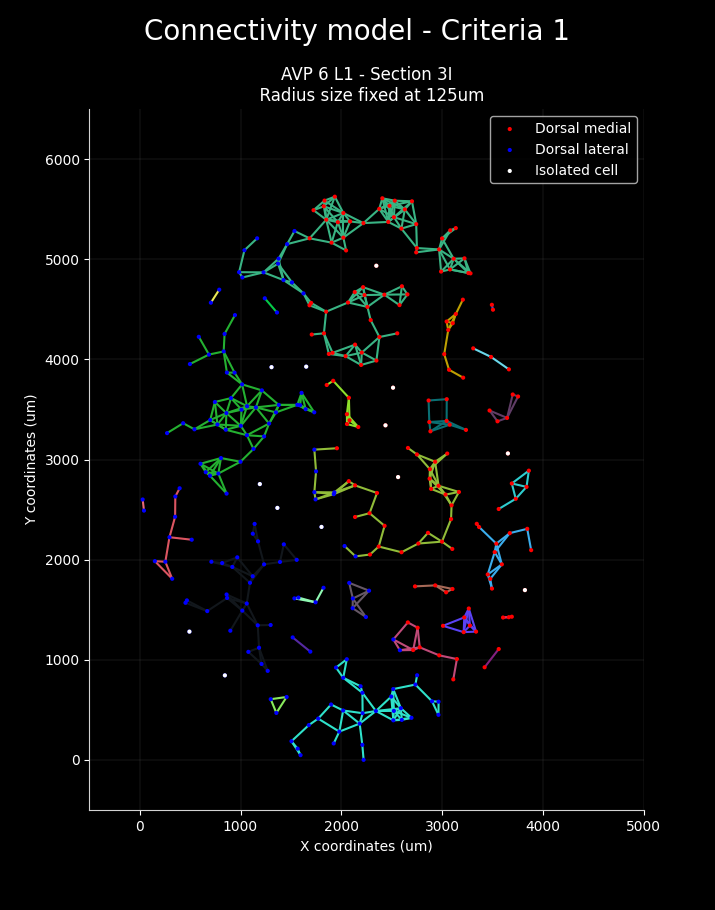 Connectivity model - Criteria 1
AVP 6 L1 - Section 3I
Radius size fixed at 125um
Dorsal medial
Dorsal lateral
Isolated cell
6000
5000
4000
3000
2000
1000
0
Y coordinates (um)
0 1000 2000 3000 4000 5000
X coordinates (um)